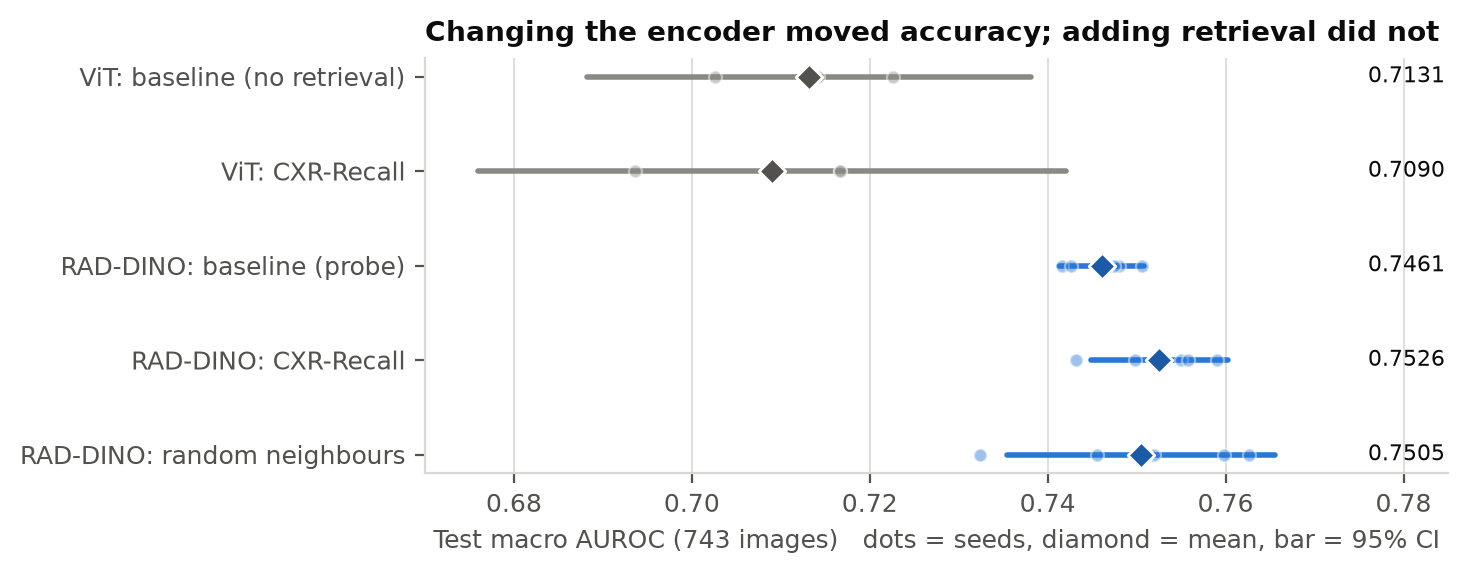 Changing the encoder moved accuracy; adding retrieval did not
ViT: baseline (no retrieval) 0.7131
ViT: CXR-Recall 0.7090
RAD-DINO: baseline (probe) 0.7461
RAD-DINO: CXR-Recall 0.7526
RAD-DINO: random neighbours 0.7505
0.68 0.70 0.72 0.74 0.76 0.78
Test macro AUROC (743 images) dots = seeds, diamond = mean, bar = 95% CI